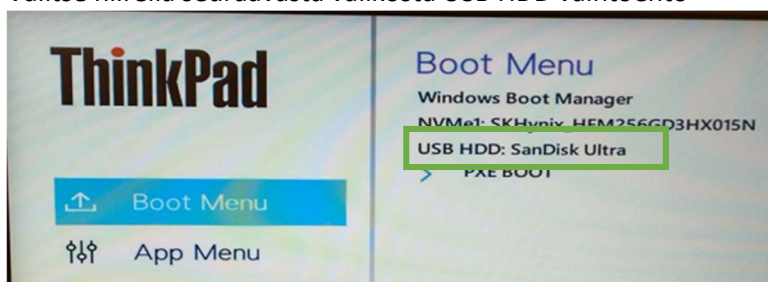 ThinkPad
Boot Menu
App Menu
Boot Menu
Windows Boot Manager
NVMe1: SKHynix_HFM256GD3HX015N
USB HDD: SanDisk Ultra
PXE BOOT